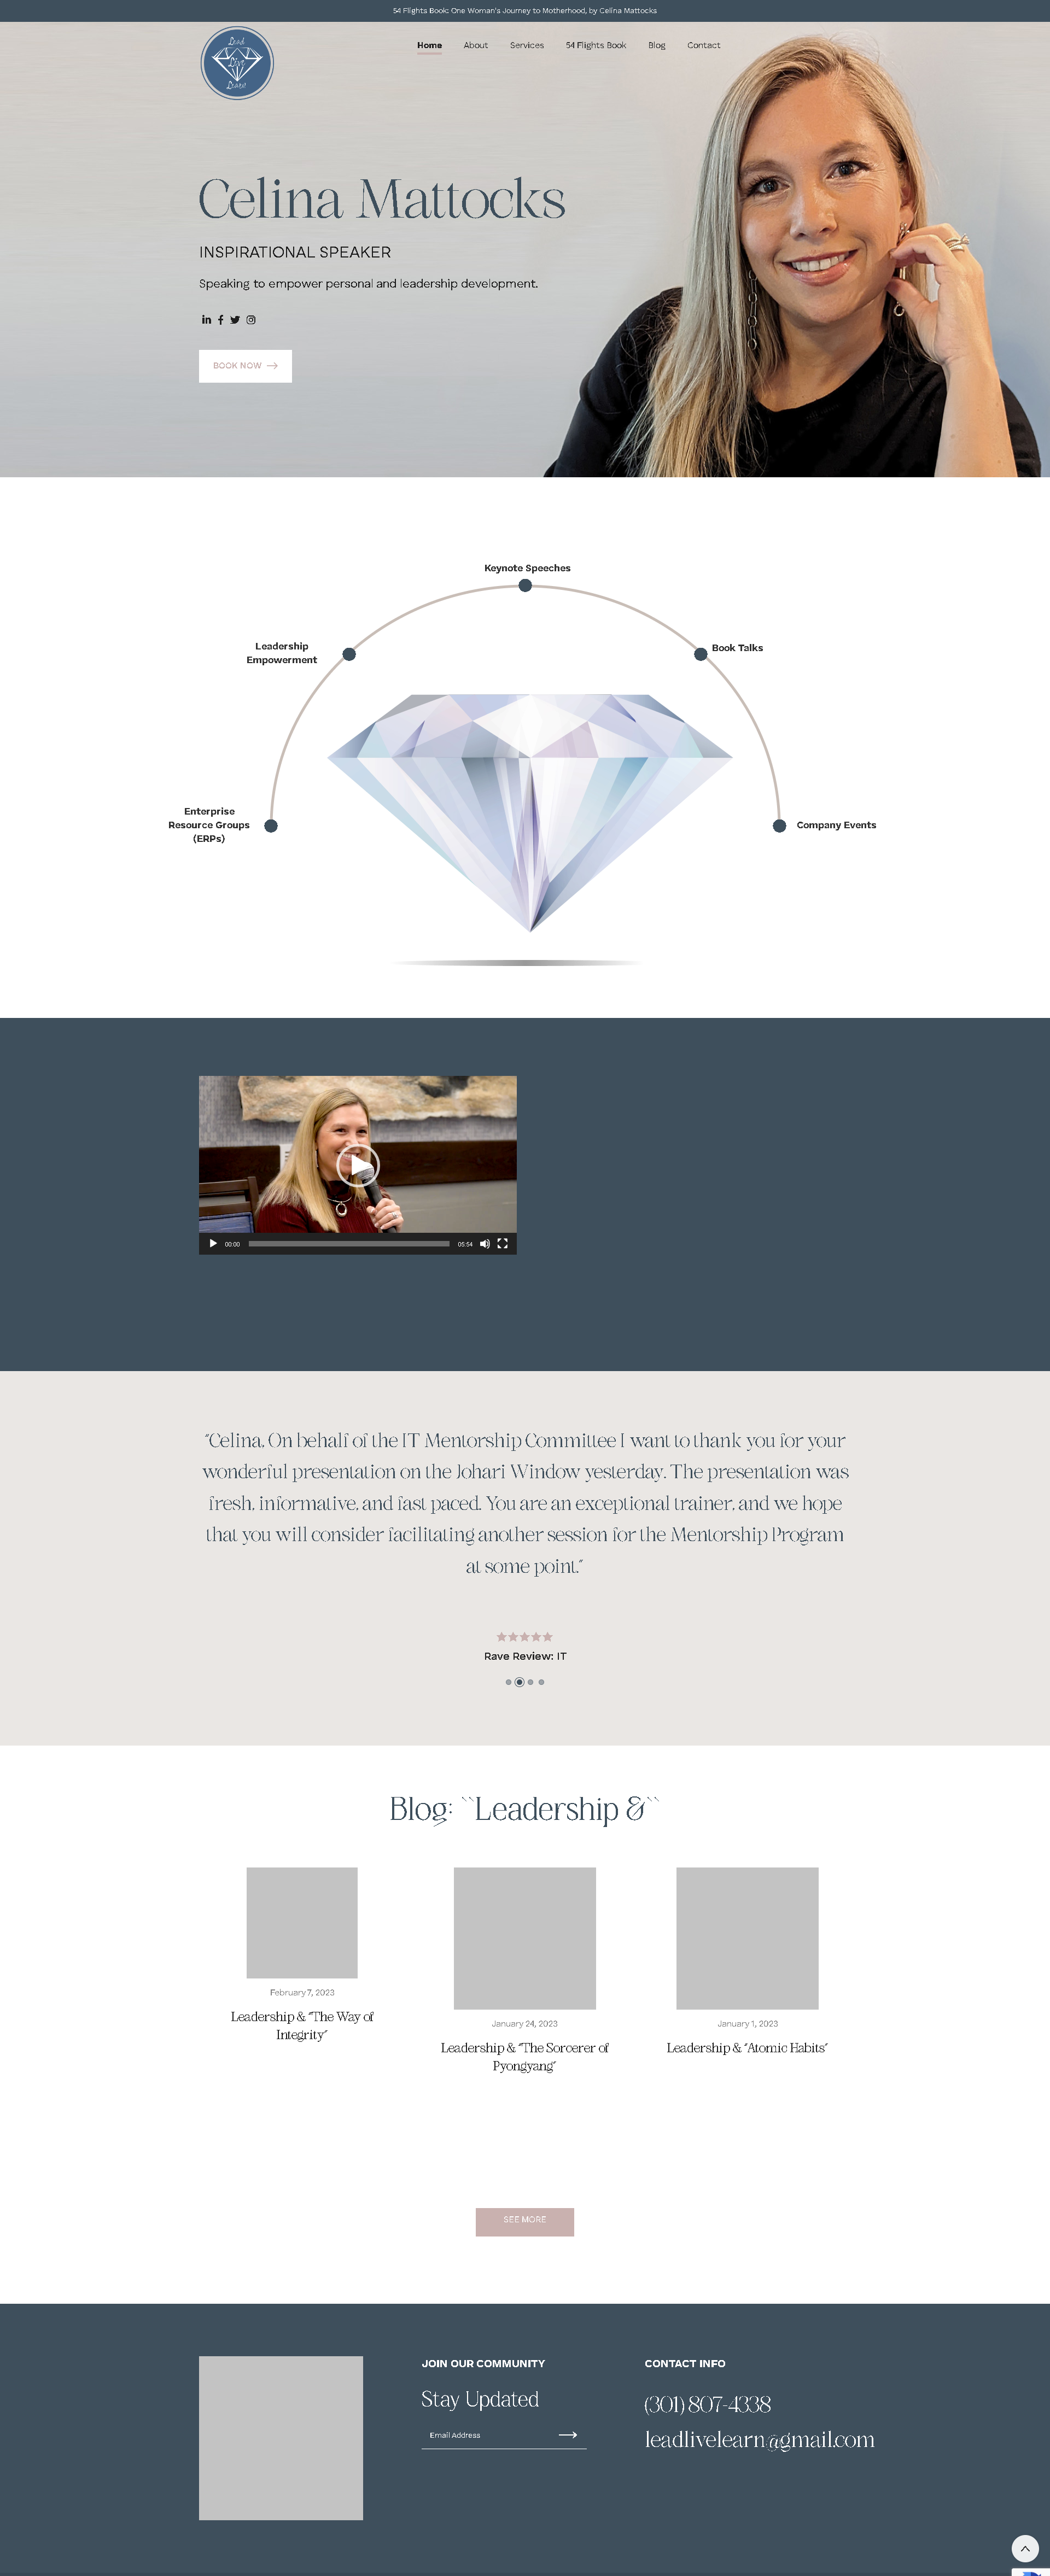 54 Flights Book: One Woman's Journey to Motherhood, by Celina Mattocks
Lead
Live
Learn
Home About Services 54 Flights Book Blog Contact
Celina Mattocks
INSPIRATIONAL SPEAKER
Speaking to empower personal and leadership development.
BOOK NOW
Keynote Speeches
Leadership
Empowerment
Book Talks
Enterprise
Resource Groups
(ERPs)
Company Events
00:00 05:54
"Celina, On behalf of the IT Mentorship Committee I want to thank you for your
wonderful presentation on the Johari Window yesterday. The presentation was
fresh, informative, and fast paced. You are an exceptional trainer, and we hope
that you will consider facilitating another session for the Mentorship Program
at some point."
Rave Review: IT
Blog: ``Leadership &``
February 7, 2023
Leadership & "The Way of
Integrity"
January 24, 2023
Leadership & "The Sorcerer of
Pyongyang"
January 1, 2023
Leadership & "Atomic Habits"
SEE MORE
JOIN OUR COMMUNITY
Stay Updated
Email Address
CONTACT INFO
(301) 807-4338
leadlivelearn@gmail.com